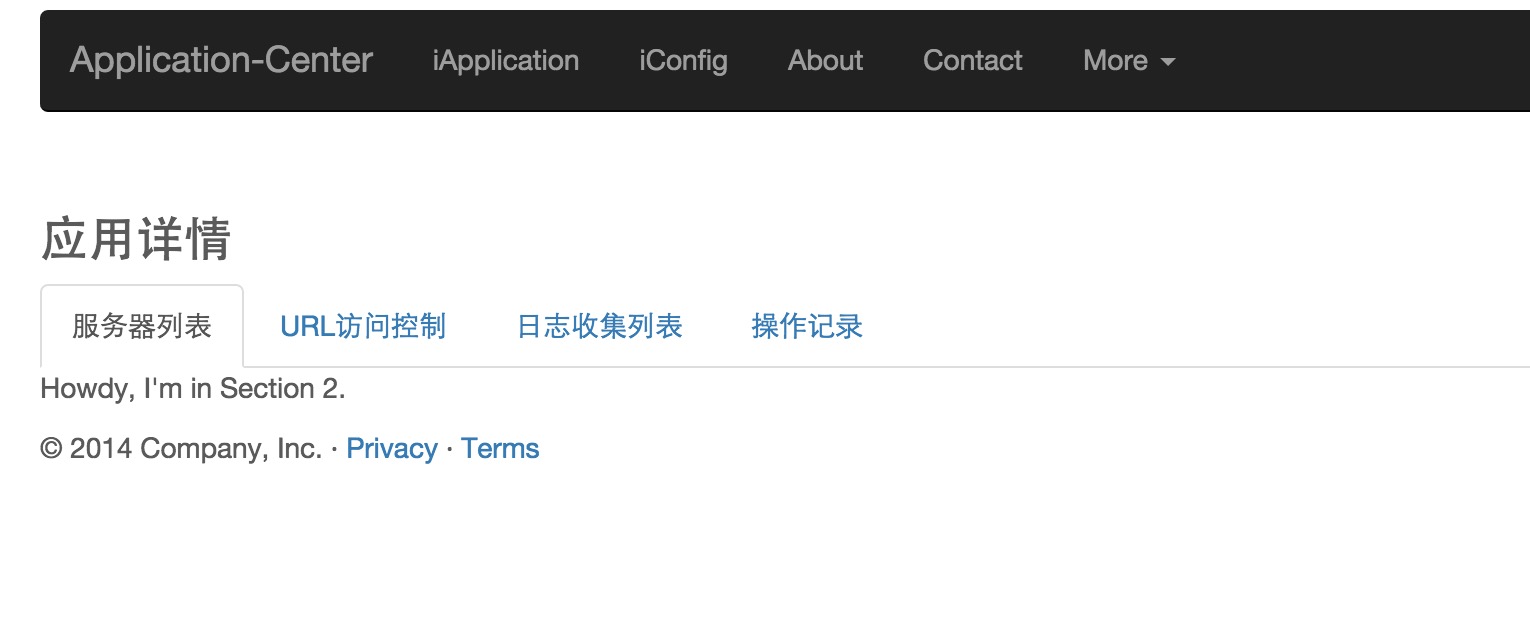 Application-Center iApplication iConfig About Contact More
应用详情
服务器列表 URL访问控制 日志收集列表 操作记录
Howdy, I'm in Section 2.
© 2014 Company, Inc. · Privacy · Terms